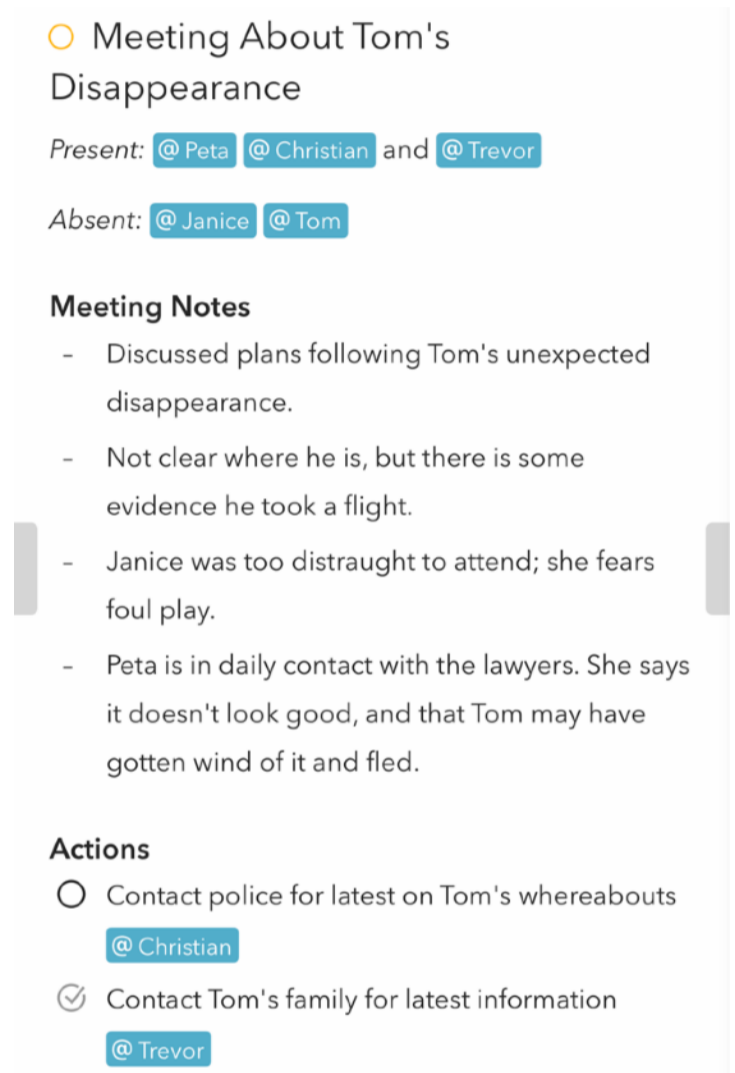 Meeting About Tom's
Disappearance
Present: @Peta @Christian and @Trevor
Absent: @Janice @Tom
Meeting Notes
- Discussed plans following Tom's unexpected
disappearance.
- Not clear where he is, but there is some
evidence he took a flight.
- Janice was too distraught to attend; she fears
foul play.
- Peta is in daily contact with the lawyers. She says
it doesn't look good, and that Tom may have
gotten wind of it and fled.
Actions
Contact police for latest on Tom's whereabouts
@Christian
Contact Tom's family for latest information
@Trevor